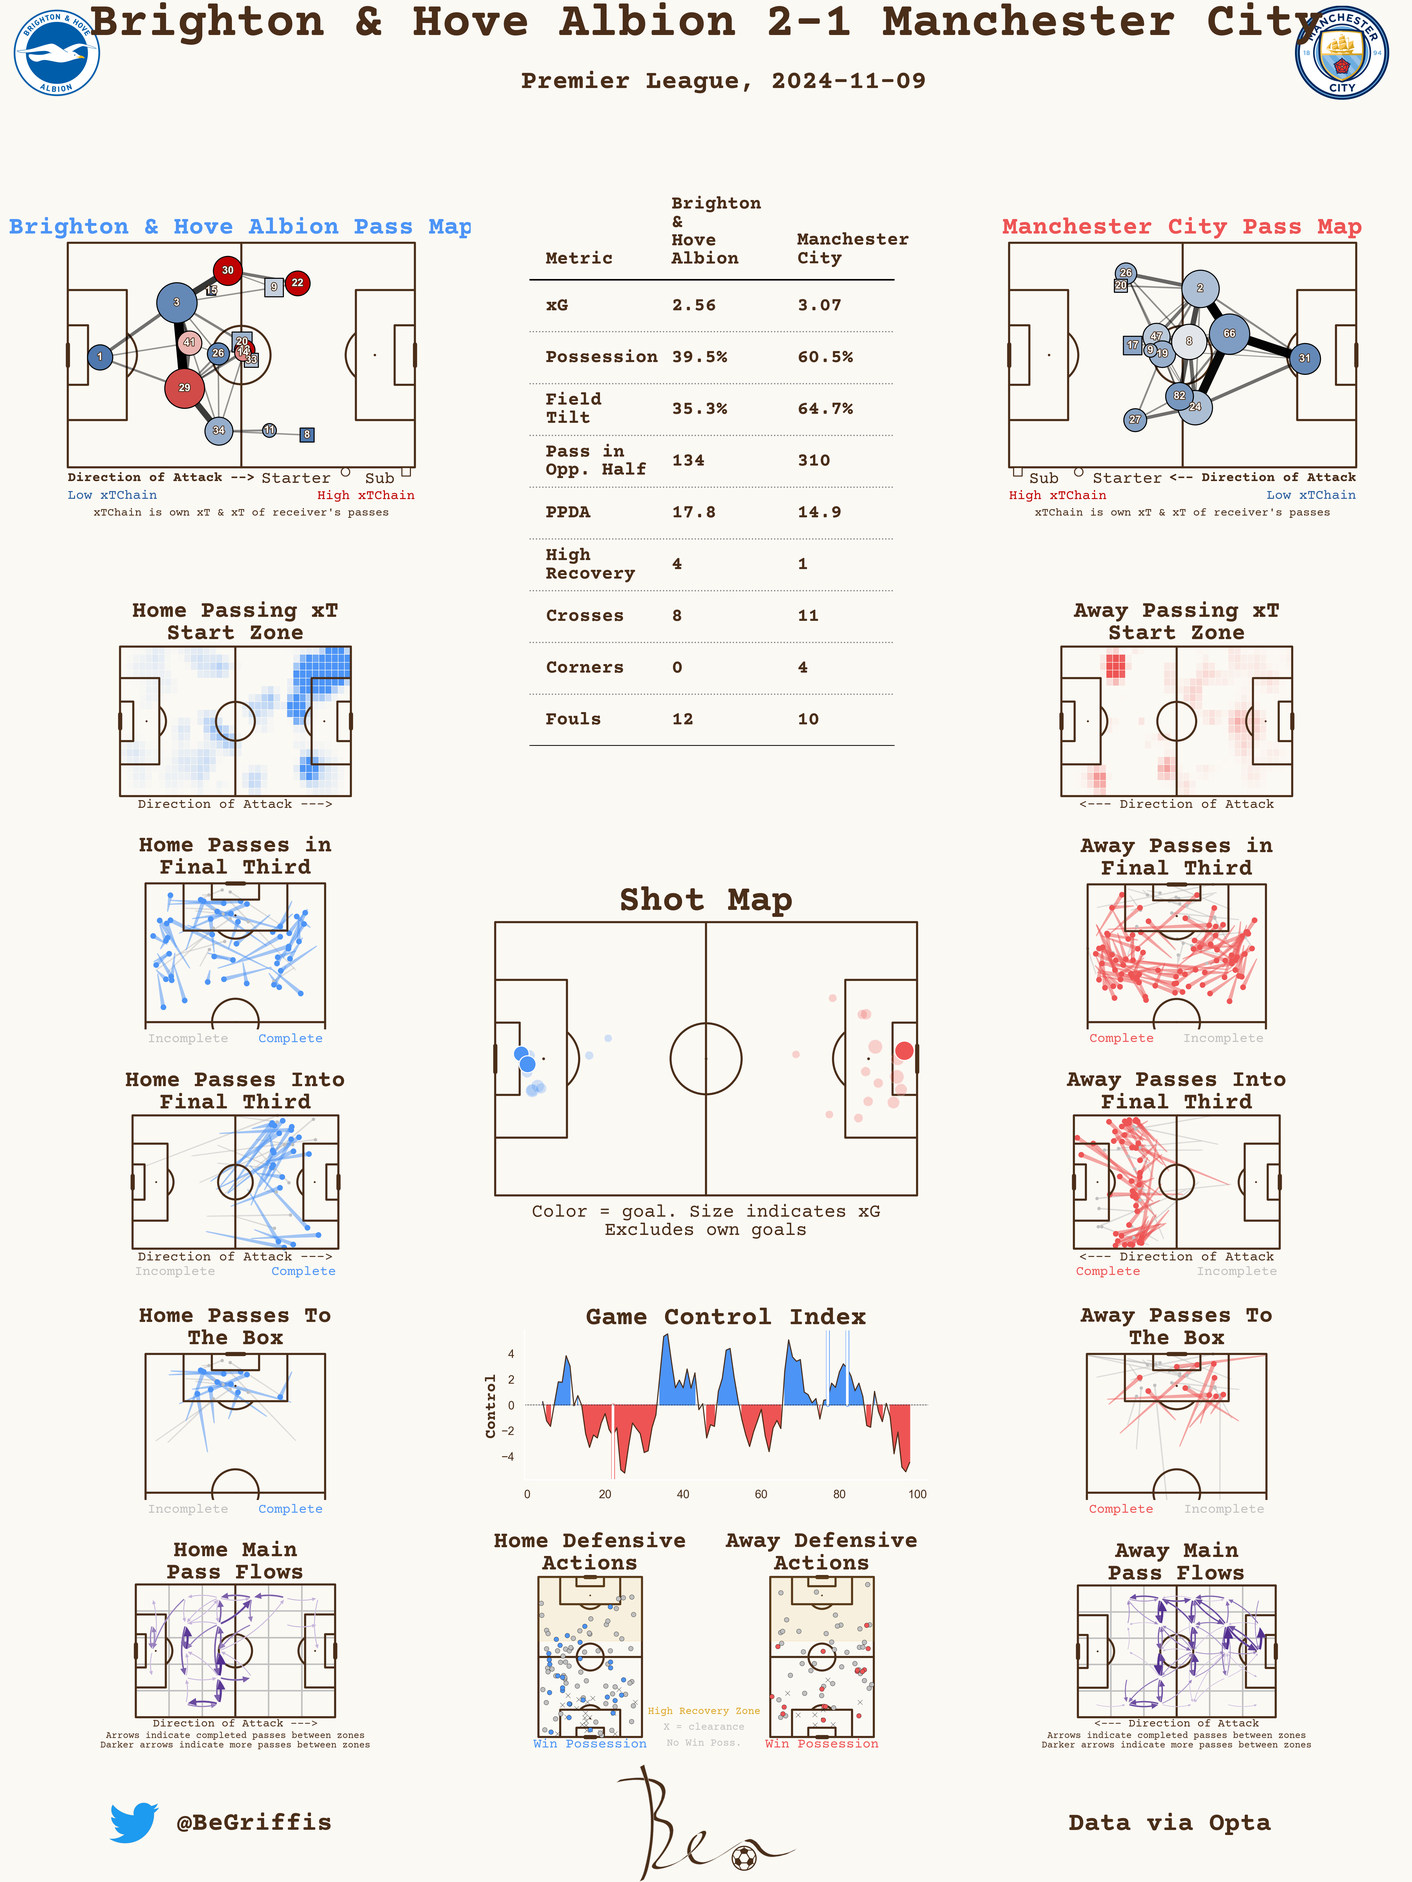 Brighton & Hove Albion 2-1 Manchester City
BRIGHTON & HOVE
ALBION
MANCHESTER
18 94
CITY
Premier League, 2024-11-09
Brighton & Hove Albion Pass Map
30
22
9
15
3
41
20
26
14
33
1
29
34
11
8
Direction of Attack --> Starter Sub
Low xTChain High xTChain
xTChain is own xT & xT of receiver's passes
Brighton
&
Hove Manchester
Metric Albion City
xG 2.56 3.07
Possession 39.5% 60.5%
Field
Tilt 35.3% 64.7%
Pass in
Opp. Half 134 310
PPDA 17.8 14.9
High
Recovery 4 1
Crosses 8 11
Corners 0 4
Fouls 12 10
Manchester City Pass Map
26
20
2
47
17
9
19
8
66
31
82
24
27
Sub Starter <-- Direction of Attack
High xTChain Low xTChain
xTChain is own xT & xT of receiver's passes
Home Passing xT
Start Zone
Direction of Attack --->
Away Passing xT
Start Zone
<--- Direction of Attack
Home Passes in
Final Third
Incomplete Complete
Away Passes in
Final Third
Complete Incomplete
Shot Map
Color = goal. Size indicates xG
Excludes own goals
Home Passes Into
Final Third
Direction of Attack --->
Incomplete Complete
Away Passes Into
Final Third
<--- Direction of Attack
Complete Incomplete
Home Passes To
The Box
Incomplete Complete
Game Control Index
Control
4
2
0
−2
−4
0 20 40 60 80 100
Away Passes To
The Box
Complete Incomplete
Home Main
Pass Flows
Direction of Attack --->
Arrows indicate completed passes between zones
Darker arrows indicate more passes between zones
Home Defensive
Actions
Win Possession
Away Defensive
Actions
Win Possession
High Recovery Zone
X = clearance
No Win Poss.
Away Main
Pass Flows
<--- Direction of Attack
Arrows indicate completed passes between zones
Darker arrows indicate more passes between zones
@BeGriffis
Ben
Data via Opta